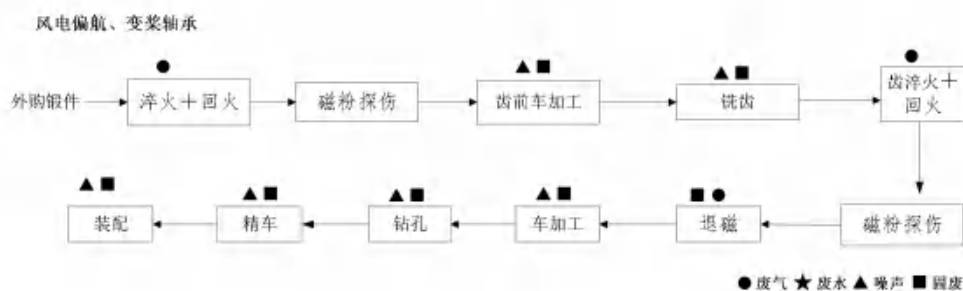 风电偏航、变桨轴承
外购锻件
淬火＋回火
磁粉探伤
齿前车加工
铣齿
齿淬火＋
回火
磁粉探伤
退磁
车加工
钻孔
精车
装配
●废气★废水▲噪声■固废